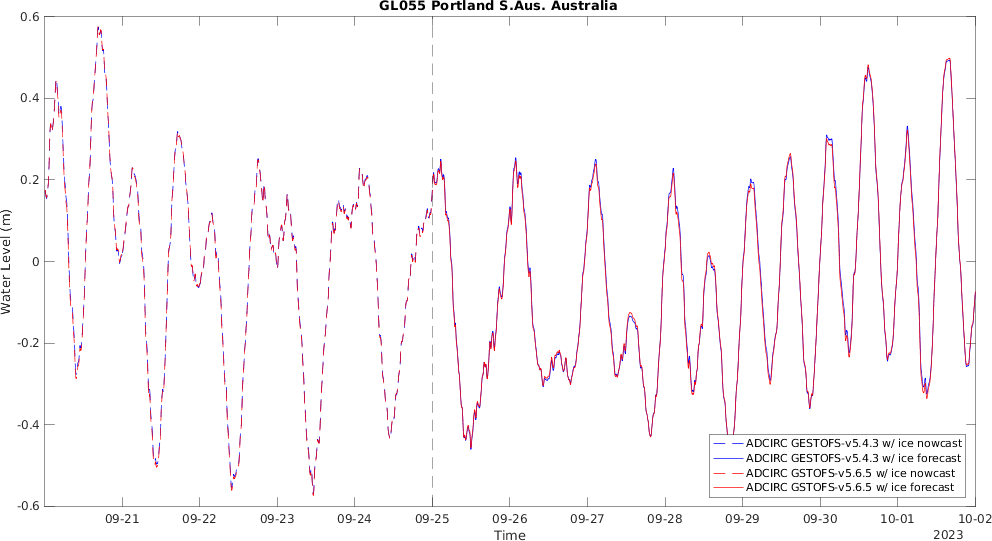 GL055 Portland S.Aus. Australia
0.6
0.4
0.2
0
-0.2
-0.4
-0.6
Water Level (m)
ADCIRC GESTOFS-v5.4.3 w/ ice nowcast
ADCIRC GESTOFS-v5.4.3 w/ ice forecast
ADCIRC GSTOFS-v5.6.5 w/ ice nowcast
ADCIRC GSTOFS-v5.6.5 w/ ice forecast
09-21 09-22 09-23 09-24 09-25 09-26 09-27 09-28 09-29 09-30 10-01 10-02
Time
2023